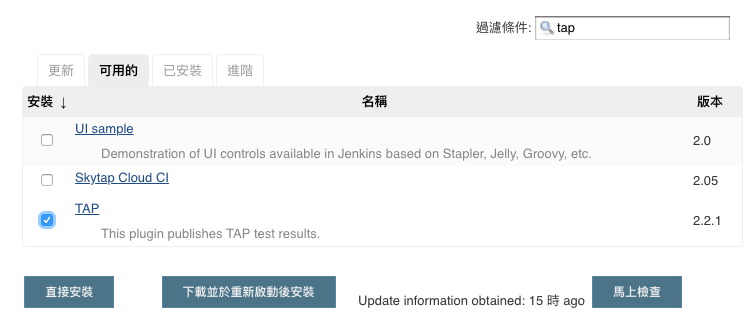 過濾條件: tap
更新 可用的 已安裝 進階
安裝 ↓ 名稱 版本
UI sample
Demonstration of UI controls available in Jenkins based on Stapler, Jelly, Groovy, etc.
2.0
Skytap Cloud CI 2.05
TAP
This plugin publishes TAP test results.
2.2.1
直接安裝 下載並於重新啟動後安裝 Update information obtained: 15 時 ago 馬上檢查